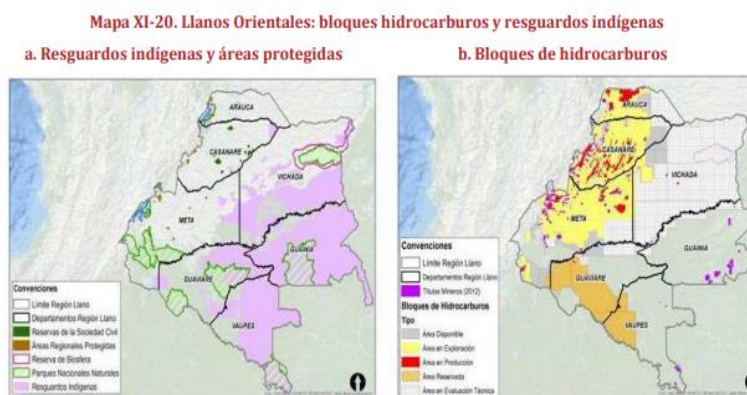 Mapa XI-20. Llanos Orientales: bloques hidrocarburos y resguardos indígenas
a. Resguardos indígenas y áreas protegidas
b. Bloques de hidrocarburos
ARAUCA
CASANARE
VICHADA
META
GUAINIA
GUAVIARE
VAUPES
Convenciones
Límite Región Llano
Departamentos Región Llano
Reservas de la Sociedad Civil
Áreas Regionales Protegidas
Reserva de Biosfera
Parques Nacionales Naturales
Resguardos Indígenas
ARAUCA
CASANARE
VICHADA
META
GUAINIA
GUAVIARE
VAUPES
Convenciones
Límite Región Llano
Departamentos Región Llano
Títulos Mineros (2012)
Bloques de Hidrocarburos
Tipo
Área Disponible
Área en Exploración
Área en Producción
Área Reservada
Área en Evaluación Técnica